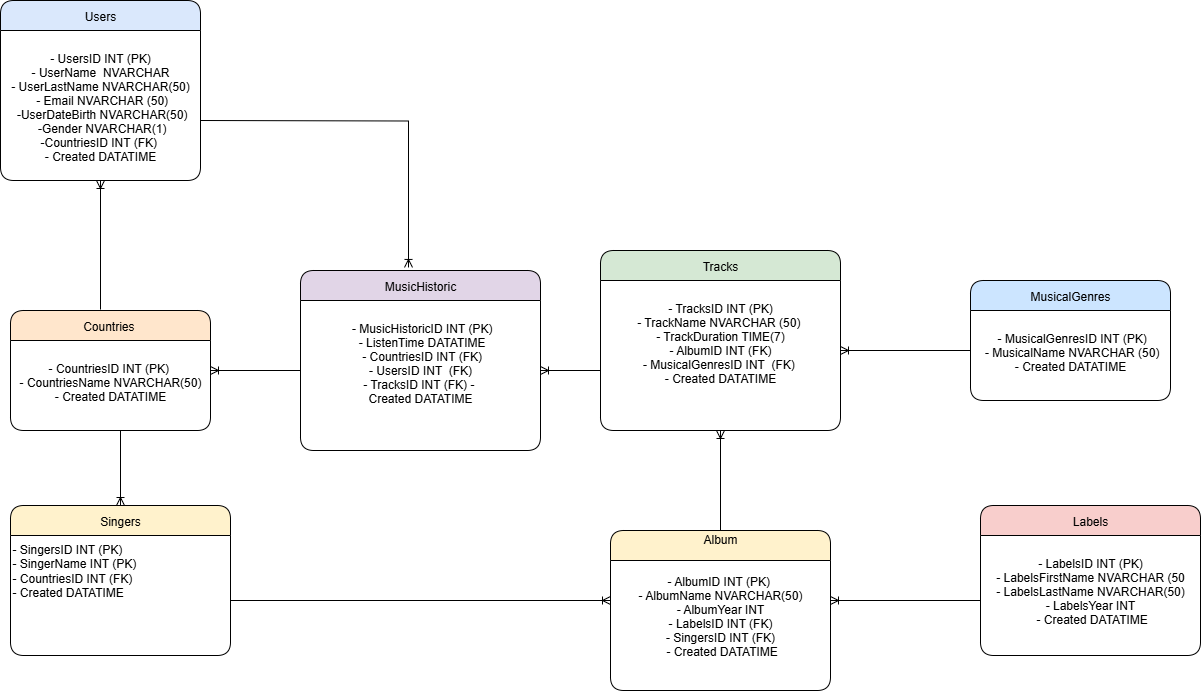 Users
- UsersID INT (PK)
- UserName  NVARCHAR
- UserLastName NVARCHAR(50)
- Email NVARCHAR (50)
-UserDateBirth NVARCHAR(50)
-Gender NVARCHAR(1)
-CountriesID INT (FK)
- Created DATATIME
Countries
- CountriesID INT (PK)
- CountriesName NVARCHAR(50)
- Created DATATIME
MusicHistoric
- MusicHistoricID INT (PK)
- ListenTime DATATIME
- CountriesID INT (FK)
- UsersID INT  (FK)
- TracksID INT (FK) -
Created DATATIME
Tracks
- TracksID INT (PK)
- TrackName NVARCHAR (50)
- TrackDuration TIME(7)
- AlbumID INT (FK)
- MusicalGenresID INT  (FK)
- Created DATATIME
MusicalGenres
- MusicalGenresID INT (PK)
- MusicalName NVARCHAR (50)
- Created DATATIME
Singers
- SingersID INT (PK)
- SingerName INT (PK)
- CountriesID INT (FK)
- Created DATATIME
Album
- AlbumID INT (PK)
- AlbumName NVARCHAR(50)
- AlbumYear INT
- LabelsID INT (FK)
- SingersID INT (FK)
- Created DATATIME
Labels
- LabelsID INT (PK)
- LabelsFirstName NVARCHAR (50
- LabelsLastName NVARCHAR(50)
- LabelsYear INT
- Created DATATIME